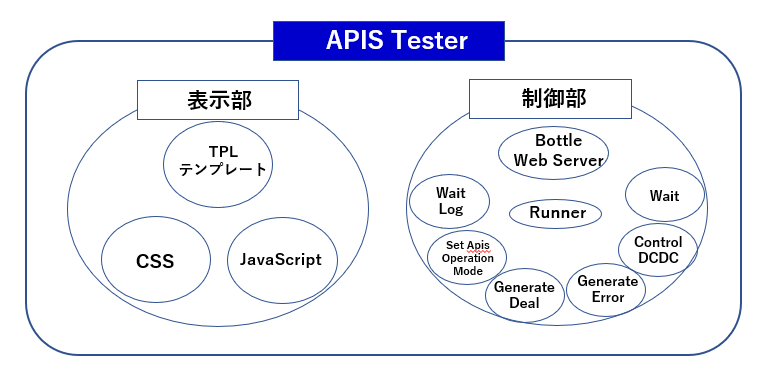 APIS Tester
表示部
TPL
テンプレート
CSS
JavaScript
制御部
Bottle
Web Server
Wait
Log
Runner
Wait
Set Apis
Operation
Mode
Control
DCDC
Generate
Deal
Generate
Error